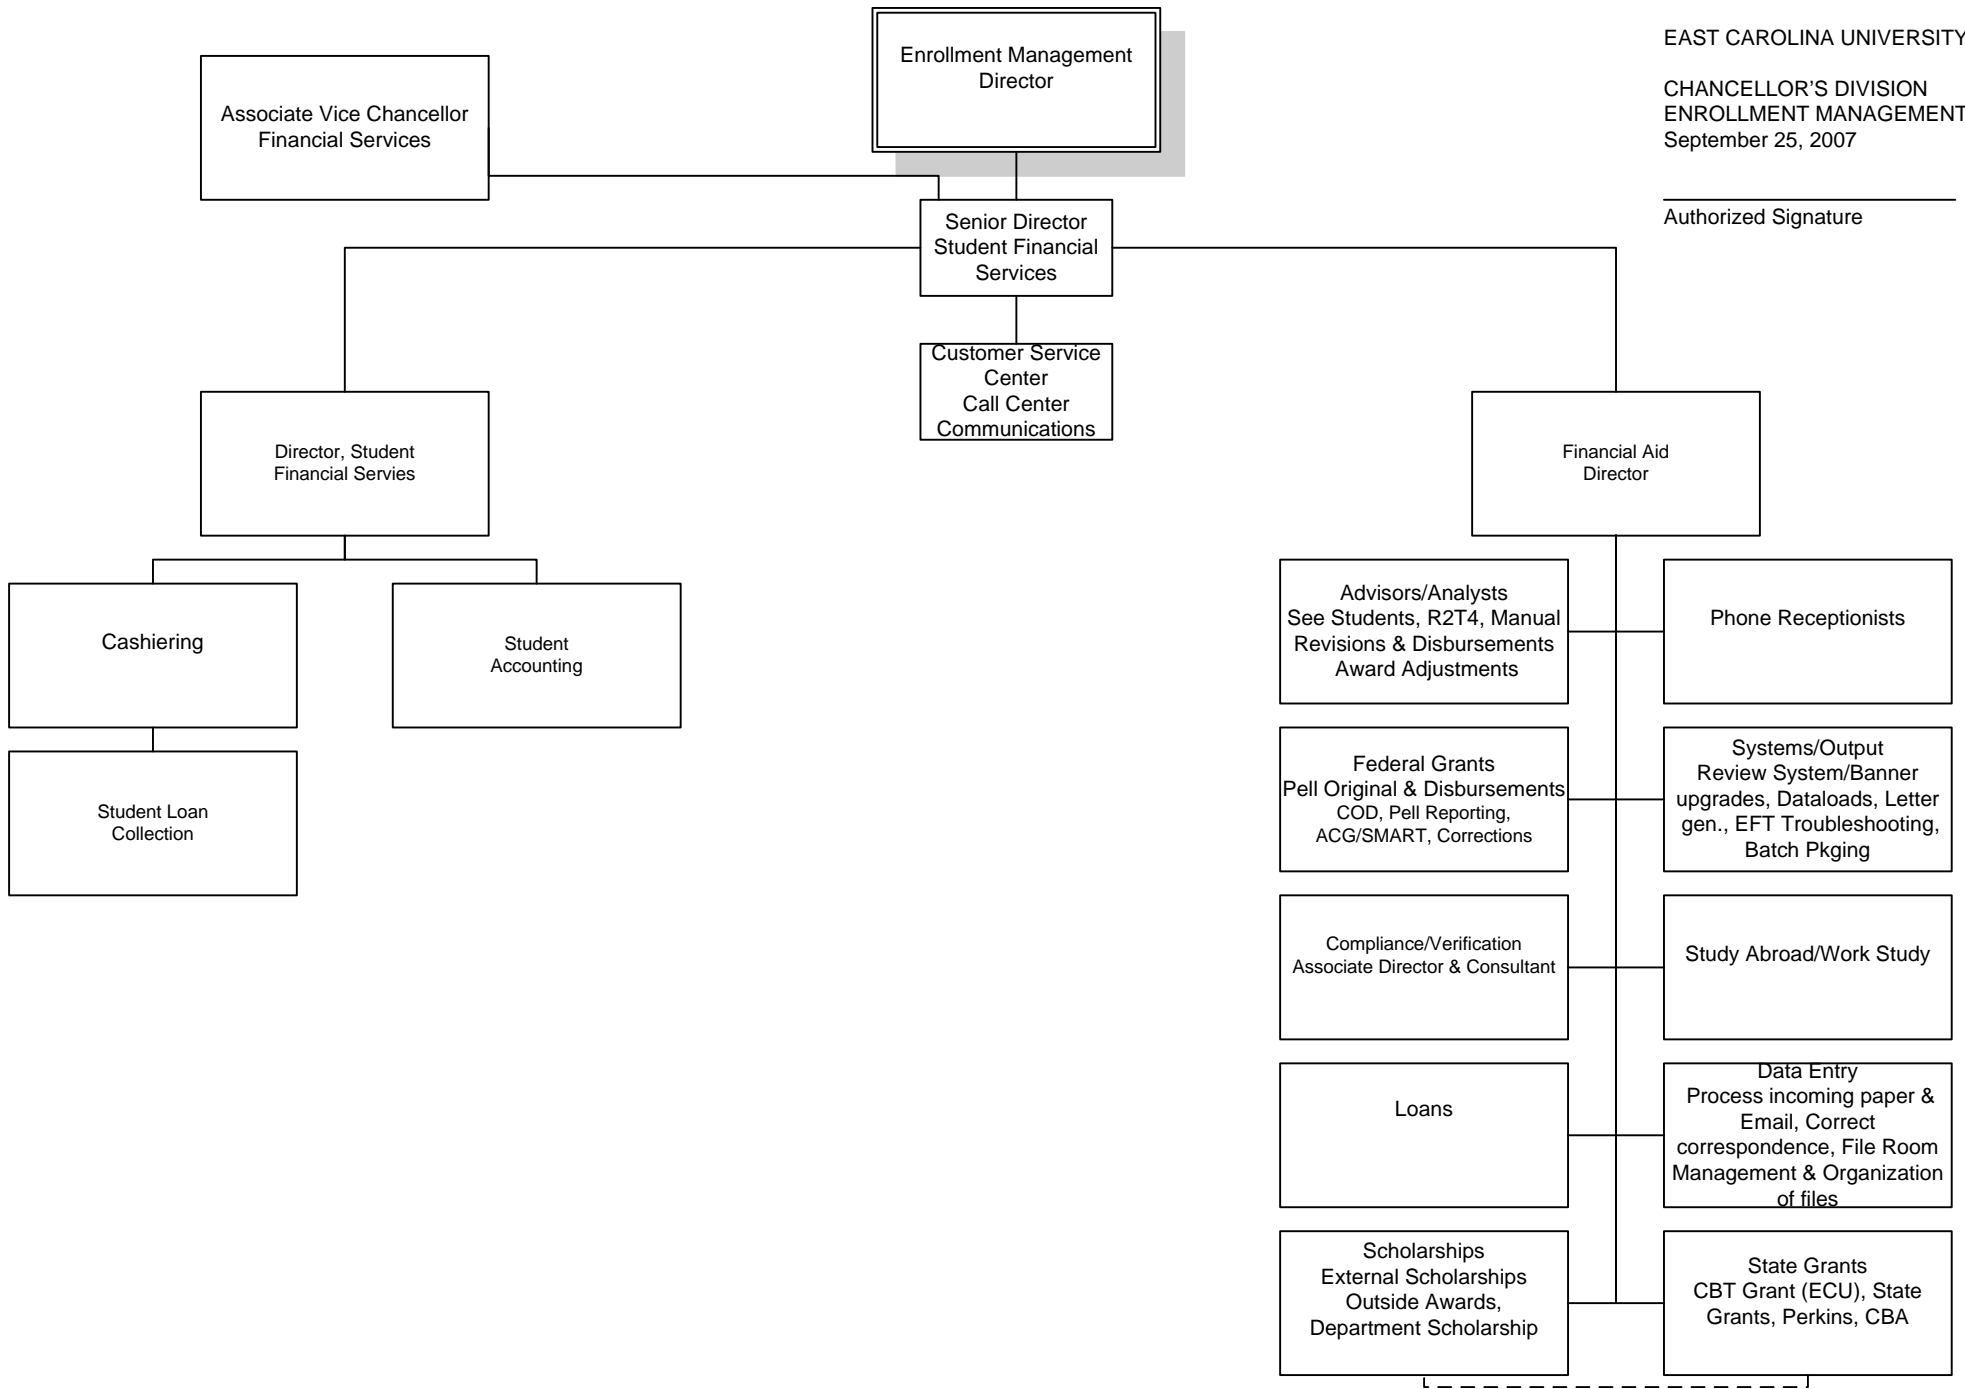 Enrollment Management
Director
EAST CAROLINA UNIVERSITY
CHANCELLOR'S DIVISION
ENROLLMENT MANAGEMENT
September 25, 2007
Authorized Signature
Associate Vice Chancellor
Financial Services
Senior Director
Student Financial
Services
Customer Service
Center
Call Center
Communications
Director, Student
Financial Servies
Financial Aid
Director
Cashiering
Student
Accounting
Student Loan
Collection
Advisors/Analysts
See Students, R2T4, Manual
Revisions & Disbursements
Award Adjustments
Phone Receptionists
Federal Grants
Pell Original & Disbursements
COD, Pell Reporting,
ACG/SMART, Corrections
Systems/Output
Review System/Banner
upgrades, Dataloads, Letter
gen., EFT Troubleshooting,
Batch Pkging
Compliance/Verification
Associate Director & Consultant
Study Abroad/Work Study
Loans
Data Entry
Process incoming paper &
Email, Correct
correspondence, File Room
Management & Organization
of files
Scholarships
External Scholarships
Outside Awards,
Department Scholarship
State Grants
CBT Grant (ECU), State
Grants, Perkins, CBA